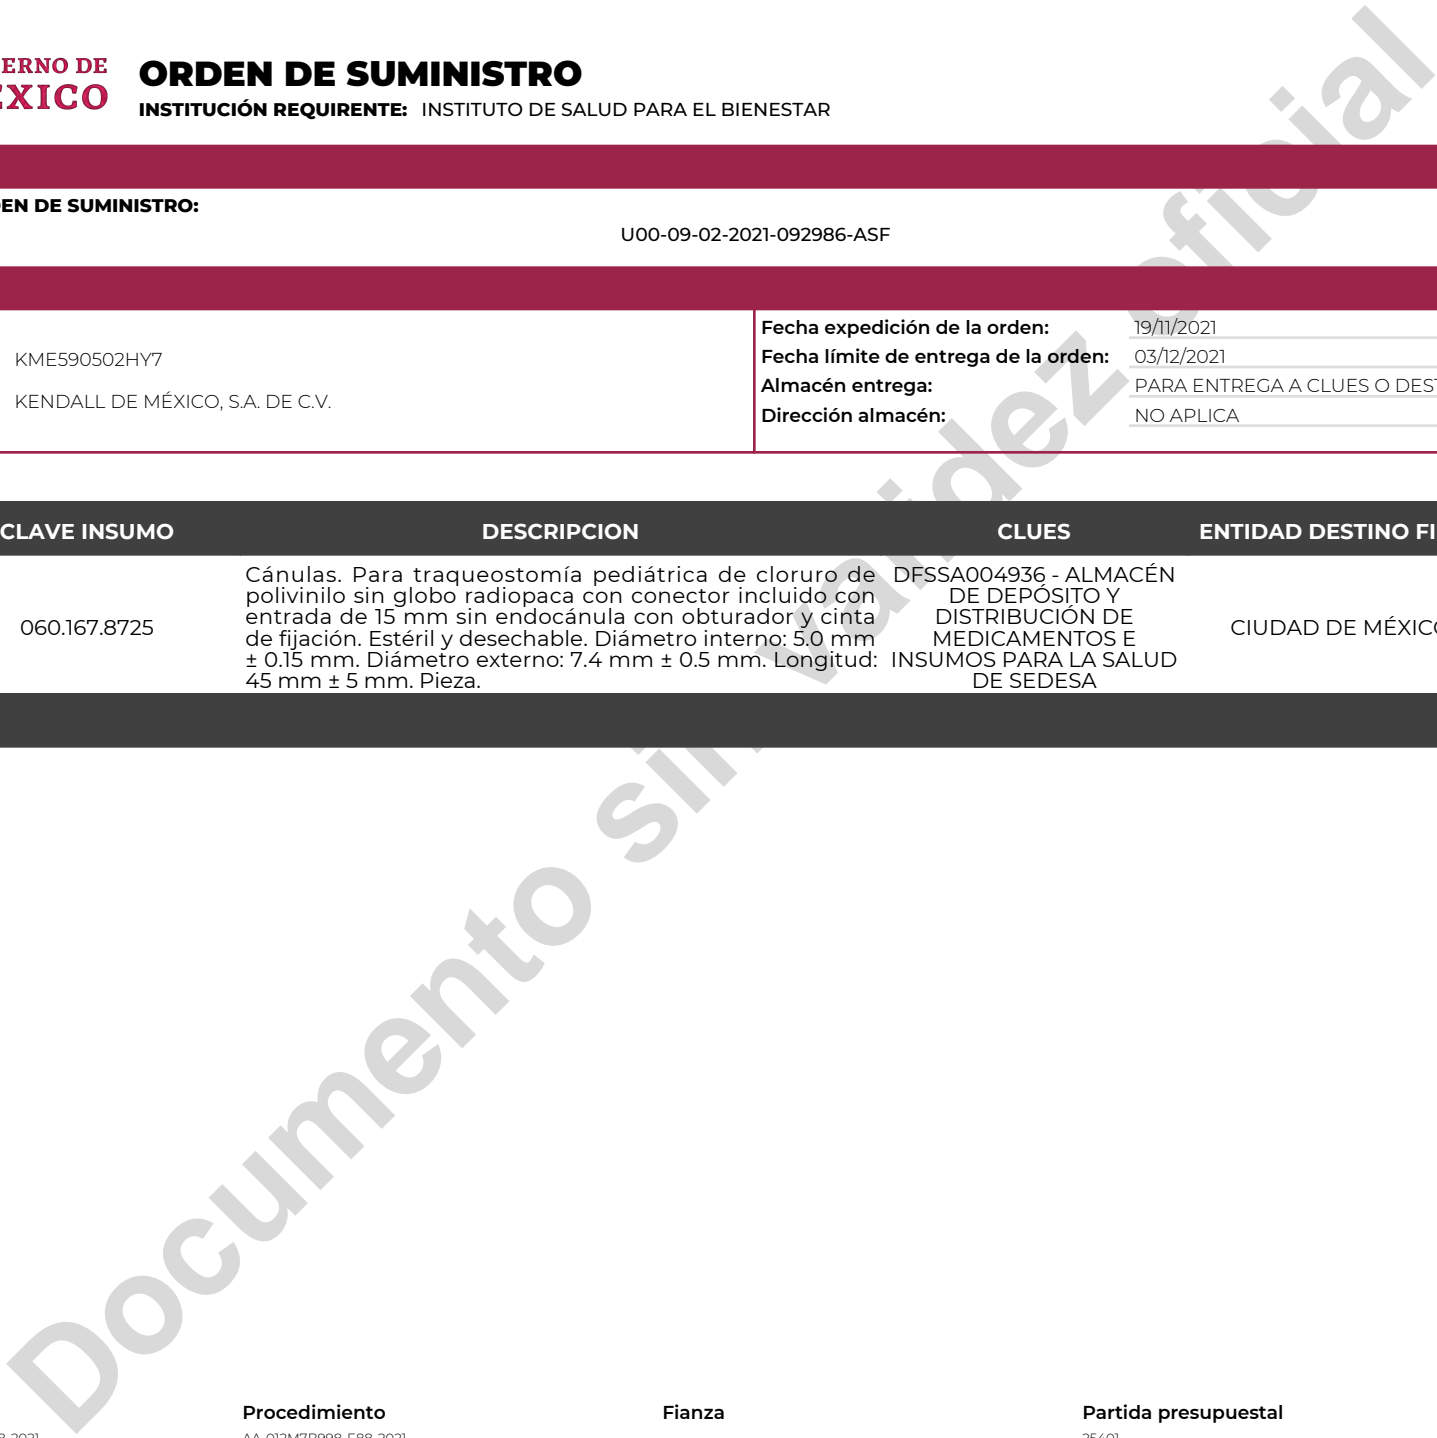 ERNO DE
ÉXICO
ORDEN DE SUMINISTRO
INSTITUCIÓN REQUIRENTE: INSTITUTO DE SALUD PARA EL BIENESTAR
EN DE SUMINISTRO:
U00-09-02-2021-092986-ASF
KME590502HY7
KENDALL DE MÉXICO, S.A. DE C.V.
Fecha expedición de la orden: 19/11/2021
Fecha límite de entrega de la orden: 03/12/2021
Almacén entrega: PARA ENTREGA A CLUES O DEST
Dirección almacén: NO APLICA
CLAVE INSUMO DESCRIPCION CLUES ENTIDAD DESTINO FI
060.167.8725
Cánulas. Para traqueostomía pediátrica de cloruro de
polivinilo sin globo radiopaca con conector incluido con
entrada de 15 mm sin endocánula con obturador y cinta
de fijación. Estéril y desechable. Diámetro interno: 5.0 mm
± 0.15 mm. Diámetro externo: 7.4 mm ± 0.5 mm. Longitud:
45 mm ± 5 mm. Pieza.
DFSSA004936 - ALMACÉN
DE DEPÓSITO Y
DISTRIBUCIÓN DE
MEDICAMENTOS E
INSUMOS PARA LA SALUD
DE SEDESA
CIUDAD DE MÉXICO
Documento sin validez oficial
Procedimiento Fianza Partida presupuestal